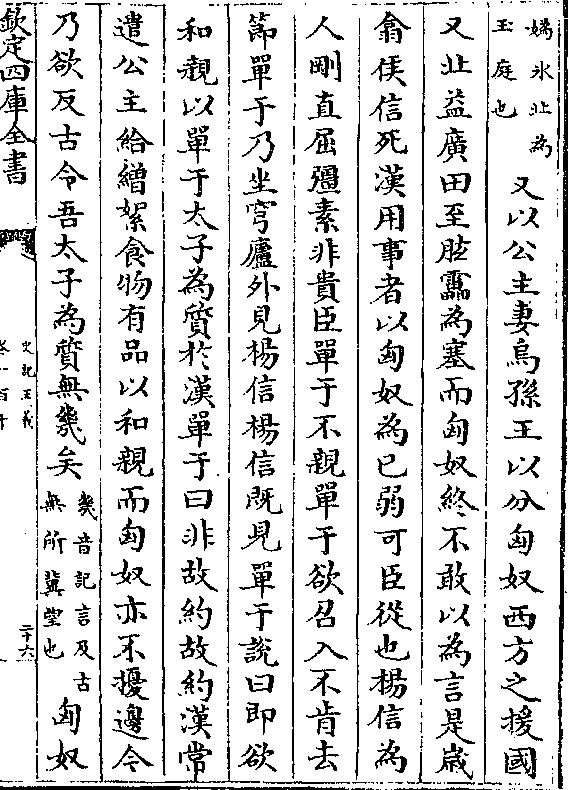 媯水北為
王庭也　又以公主妻烏孫王以分匈奴西方之援國
又北益廣田至胘靁為塞而匈奴終不敢以為言是嵗
翕侯信死漢用事者以匈奴為已弱可臣從也楊信為
人剛直屈彊素非貴臣單于不親單于欲召入不肯去
節單于乃坐穹廬外見楊信楊信既見單于說曰即欲
和親以單于太子為質於漢單于曰非故約故約漢常
遣公主給繒絮食物有品以和親而匈奴亦不擾邊今
乃欲反古令吾太子為質無幾矣
幾音記言反古
無所冀望也　匈奴
欽定四庫全書
史記正義
卷一百十
二十六